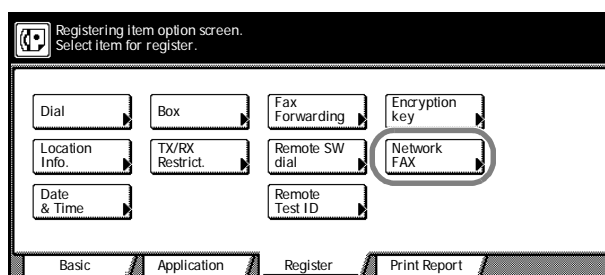 Registering item option screen.
Select item for register.
Dial
Box
Fax
Forwarding
Encryption
key
Location
Info.
TX/RX
Restrict.
Remote SW
dial
Network
FAX
Date
& Time
Remote
Test ID
Basic
Application
Register
Print Report